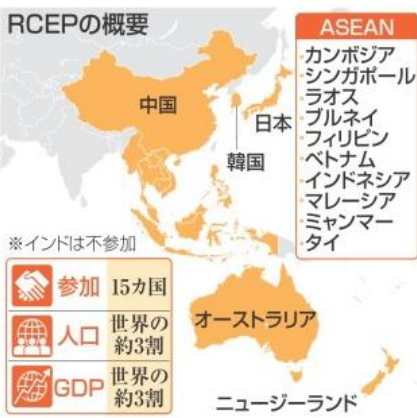 RCEPの概要
ASEAN
・カンボジア
・シンガポール
・ラオス
・ブルネイ
・フィリピン
・ベトナム
・インドネシア
・マレーシア
・ミャンマー
・タイ
中国
日本
韓国
※インドは不参加
参加 15カ国
人口 世界の
約3割
GDP 世界の
約3割
オーストラリア
ニュージーランド